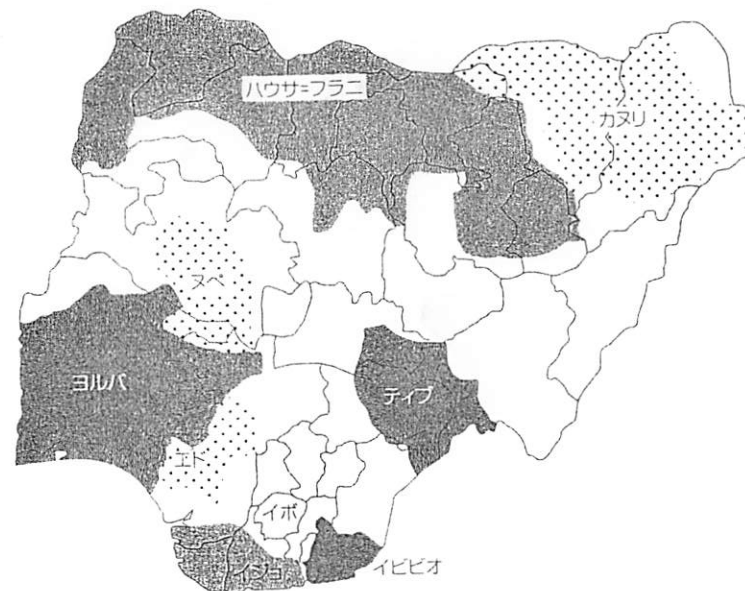 ハウサ=フラニ
カヌリ
ヌペ
ヨルバ
ティブ
エド
イボ
イジョ
イビビオ